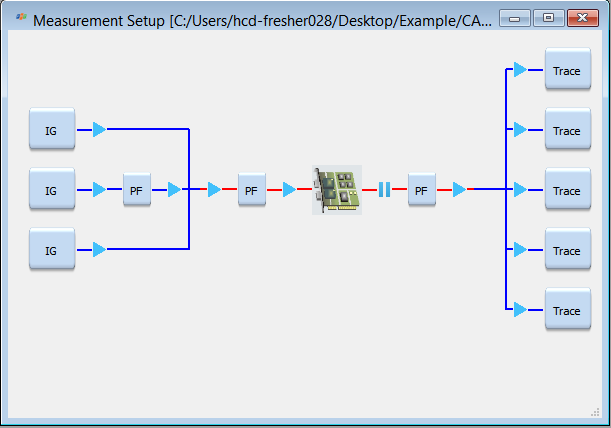 Measurement Setup [C:/Users/hcd-fresher028/Desktop/Example/CA...
Trace
IG
Trace
IG
PF
PF
PF
Trace
IG
Trace
Trace